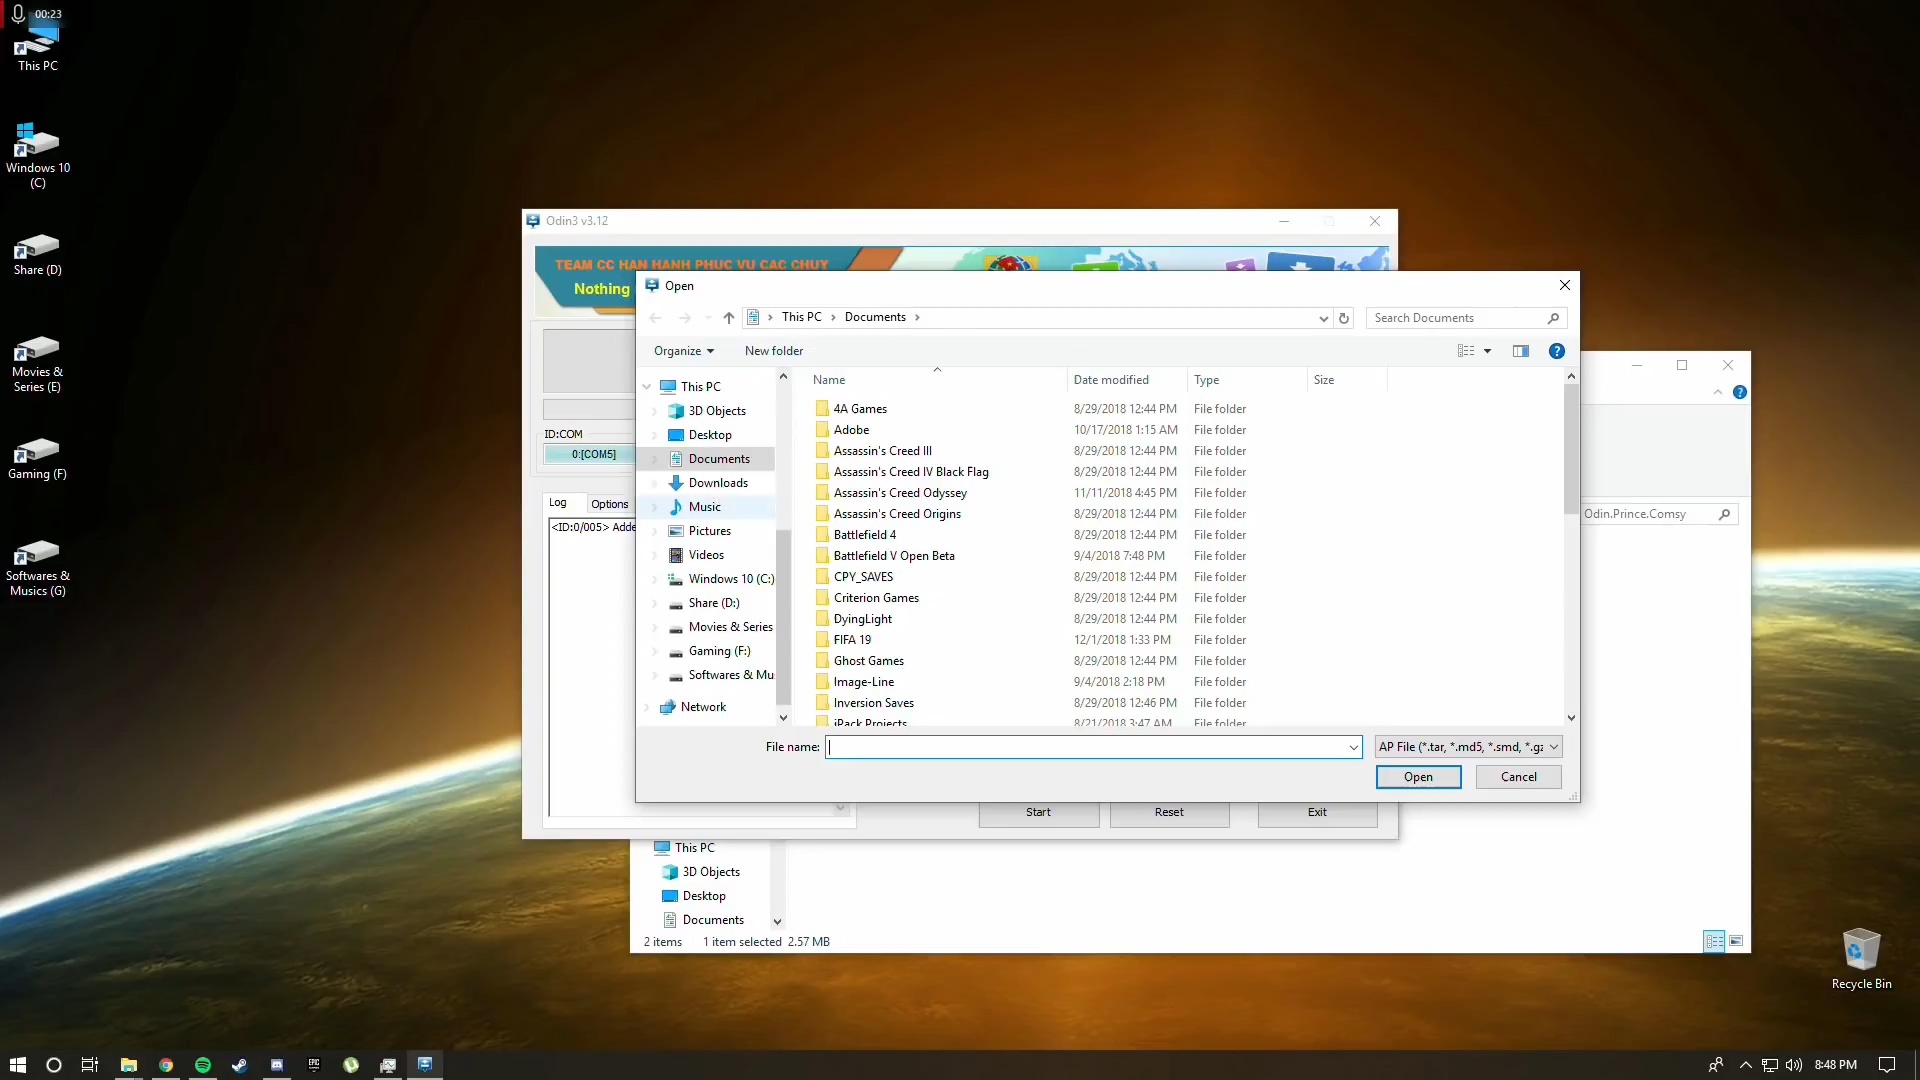 00:23
This PC
Windows 10
(C)
Share (D)
Movies &
Series (E)
Gaming (F)
Softwares &
Musics (G)
Odin3 v3.12
TEAM CC HAN HANH PHUC VU CAC CHUY
Nothing
ID:COM
0:[COM5]
Log
Options
<ID:0/005> Adde
Open
This PC
Documents
Search Documents
Organize
New folder
This PC
3D Objects
Desktop
Documents
Downloads
Music
Pictures
Videos
Windows 10 (C:)
Share (D:)
Movies & Series
Gaming (F:)
Softwares & Mu
Network
Name Date modified Type Size
4A Games 8/29/2018 12:44 PM File folder
Adobe 10/17/2018 1:15 AM File folder
Assassin's Creed III 8/29/2018 12:44 PM File folder
Assassin's Creed IV Black Flag 8/29/2018 12:44 PM File folder
Assassin's Creed Odyssey 11/11/2018 4:45 PM File folder
Assassin's Creed Origins 8/29/2018 12:44 PM File folder
Battlefield 4 8/29/2018 12:44 PM File folder
Battlefield V Open Beta 9/4/2018 7:48 PM File folder
CPY_SAVES 8/29/2018 12:44 PM File folder
Criterion Games 8/29/2018 12:44 PM File folder
DyingLight 8/29/2018 12:44 PM File folder
FIFA 19 12/1/2018 1:33 PM File folder
Ghost Games 8/29/2018 12:44 PM File folder
Image-Line 9/4/2018 2:18 PM File folder
Inversion Saves 8/29/2018 12:46 PM File folder
iPack Projects 8/21/2018 3:47 AM File folder
File name:
AP File (*.tar, *.md5, *.smd, *.gz
Open
Cancel
Start
Reset
Exit
Odin.Prince.Comsy
This PC
3D Objects
Desktop
Documents
2 items 1 item selected 2.57 MB
Recycle Bin
EPIC
8:48 PM